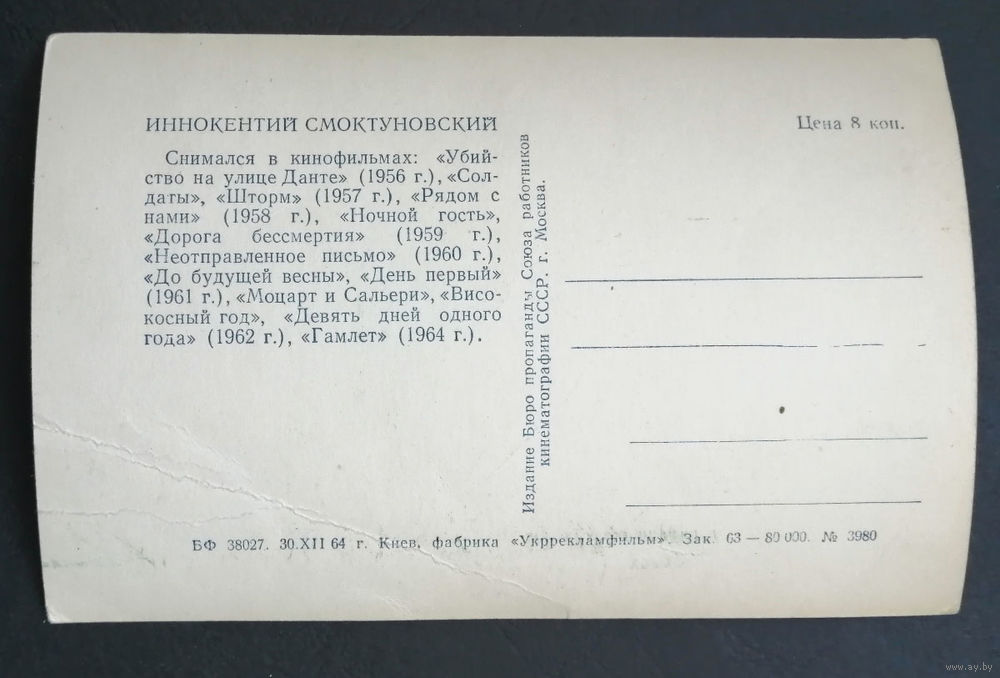 ИННОКЕНТИЙ СМОКТУНОВСКИЙ
Снимался в кинофильмах: «Убий-
ство на улице Данте» (1956 г.), «Сол-
даты», «Шторм» (1957 г.), «Рядом с
нами» (1958 г.), «Ночной гость»,
«Дорога бессмертия» (1959 г.),
«Неотправленное письмо» (1960 г.),
«До будущей весны», «День первый»
(1961 г.), «Моцарт и Сальери», «Висо-
косный год», «Девять дней одного
года» (1962 г.), «Гамлет» (1964 г.).
Издание Бюро пропаганды Союза работников
кинематографии СССР. г. Москва.
Цена 8 коп.
БФ 38027. 30.XII 64 г. Киев, фабрика «Укррекламфильм» Зак. 63 — 80 000. № 3980
www.ay.by